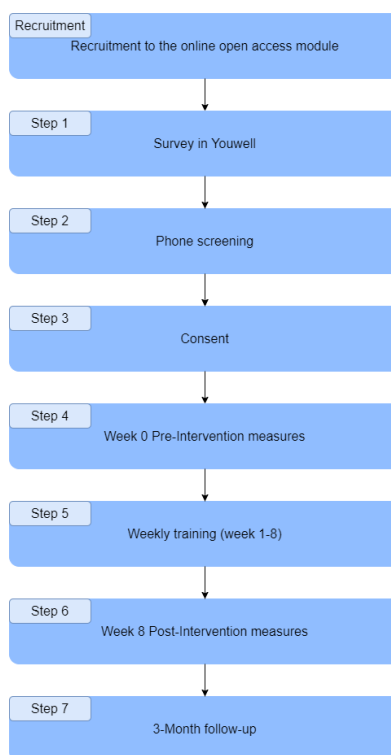 Recruitment
Recruitment to the online open access module
Step 1
Survey in Youwell
Step 2
Phone screening
Step 3
Consent
Step 4
Week 0 Pre-Intervention measures
Step 5
Weekly training (week 1-8)
Step 6
Week 8 Post-Intervention measures
Step 7
3-Month follow-up